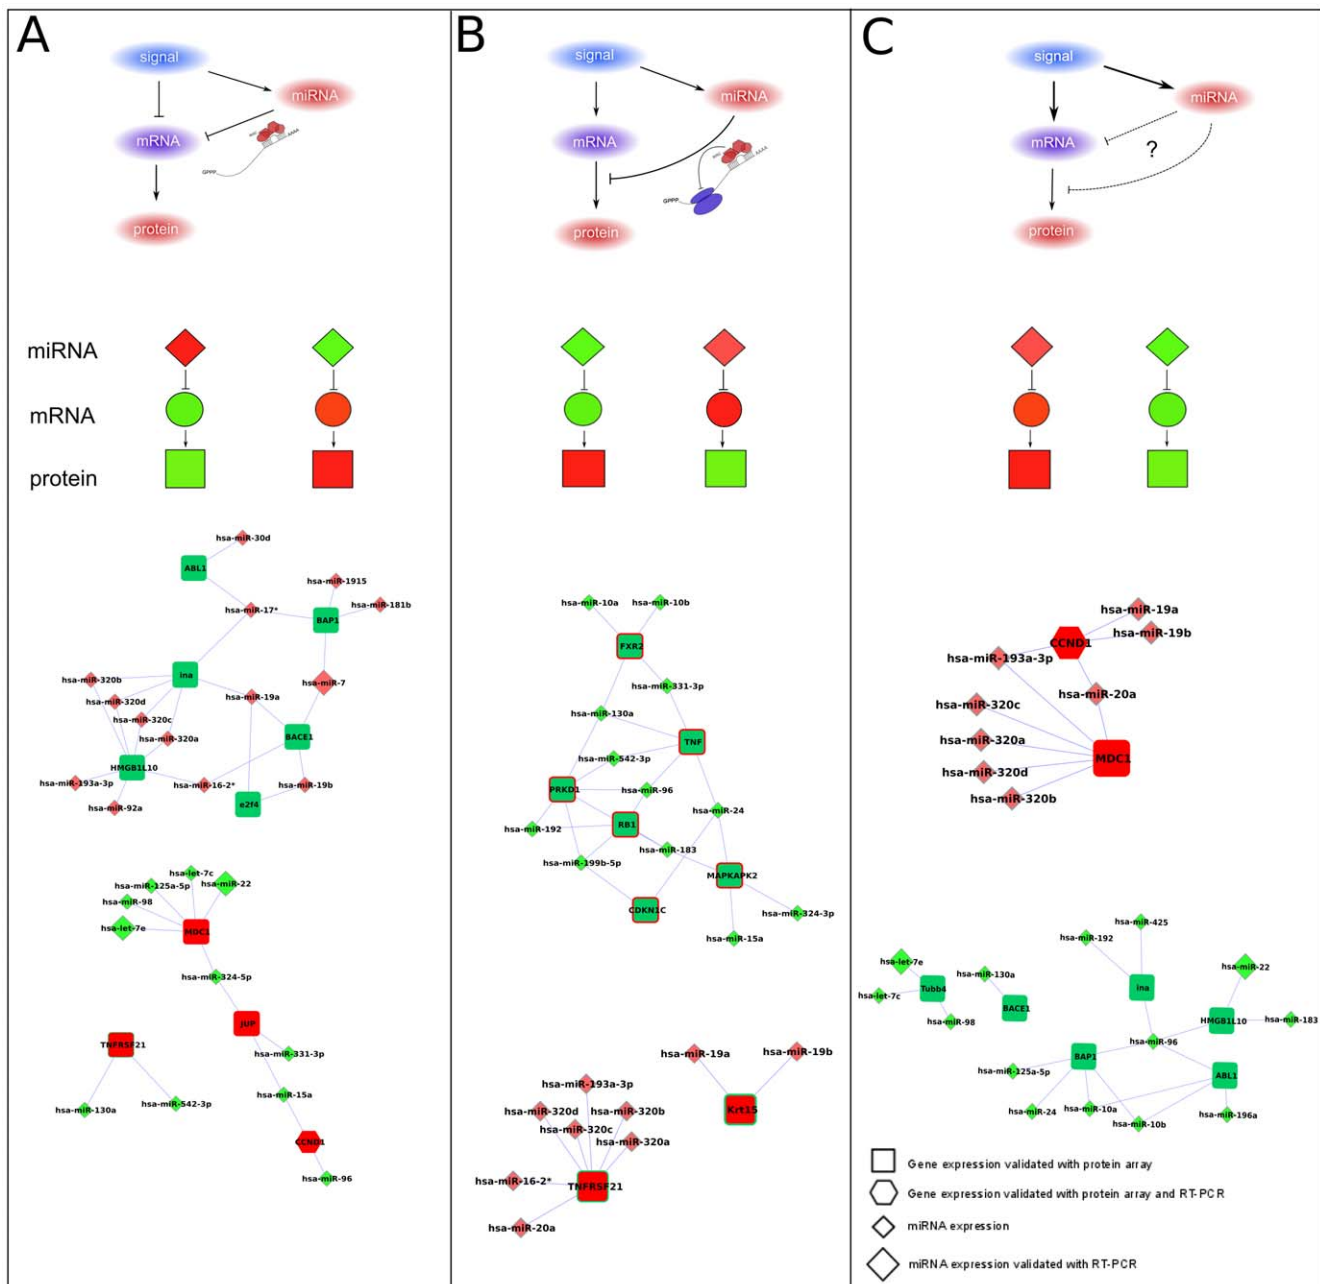 A
signal
miRNA
mRNA
GPPP
AAAA
protein
miRNA
mRNA
protein
hsa-miR-30d
ABL1
hsa-miR-1915
hsa-miR-17*
hsa-miR-181b
BAP1
ina
hsa-miR-320b
hsa-miR-7
hsa-miR-320d
hsa-miR-19a
hsa-miR-320c
hsa-miR-320a
BACE1
HMGB1L10
hsa-miR-193a-3p
hsa-miR-16-2*
hsa-miR-19b
hsa-miR-92a
e2f4
hsa-let-7c
hsa-miR-125a-5p
hsa-miR-22
hsa-miR-98
hsa-let-7e
MDC1
hsa-miR-324-5p
JUP
TNFRSF21
hsa-miR-331-3p
hsa-miR-15a
hsa-miR-130a
hsa-miR-542-3p
CCND1
hsa-miR-96
B
signal
miRNA
mRNA
AAAA
GPPP
protein
hsa-miR-10a
hsa-miR-10b
FXR2
hsa-miR-331-3p
hsa-miR-130a
TNF
hsa-miR-542-3p
PRKD1
hsa-miR-96
hsa-miR-24
RB1
hsa-miR-192
hsa-miR-183
hsa-miR-199b-5p
MAPKAPK2
CDKN1C
hsa-miR-324-3p
hsa-miR-15a
hsa-miR-19a
hsa-miR-19b
hsa-miR-193a-3p
hsa-miR-320d
hsa-miR-320b
Krt15
hsa-miR-320c
hsa-miR-320a
hsa-miR-16-2*
TNFRSF21
hsa-miR-20a
C
signal
miRNA
mRNA
?
protein
hsa-miR-19a
hsa-miR-19b
CCND1
hsa-miR-193a-3p
hsa-miR-20a
hsa-miR-320c
hsa-miR-320a
MDC1
hsa-miR-320d
hsa-miR-320b
hsa-miR-425
hsa-miR-192
hsa-let-7e
hsa-miR-130a
hsa-miR-22
Tubb4
ina
hsa-let-7c
BACE1
hsa-miR-98
HMGB1L10
hsa-miR-183
hsa-miR-96
BAP1
hsa-miR-125a-5p
ABL1
hsa-miR-24
hsa-miR-10a
hsa-miR-196a
hsa-miR-10b
Gene expression validated with protein array
Gene expression validated with protein array and RT-PCR
miRNA expression
miRNA expression validated with RT-PCR